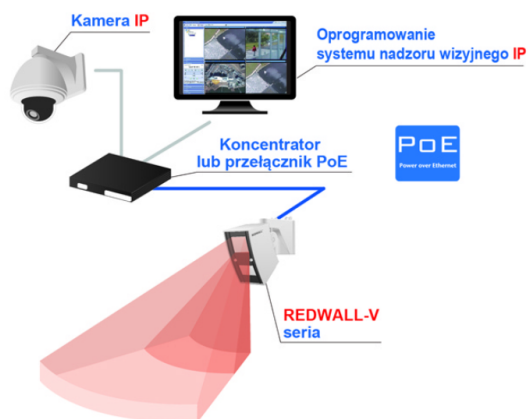 Kamera IP
Oprogramowanie
systemu nadzoru wizyjnego IP
Koncentrator
lub przełącznik PoE
PoE
Power over Ethernet
REDWALL-V
seria